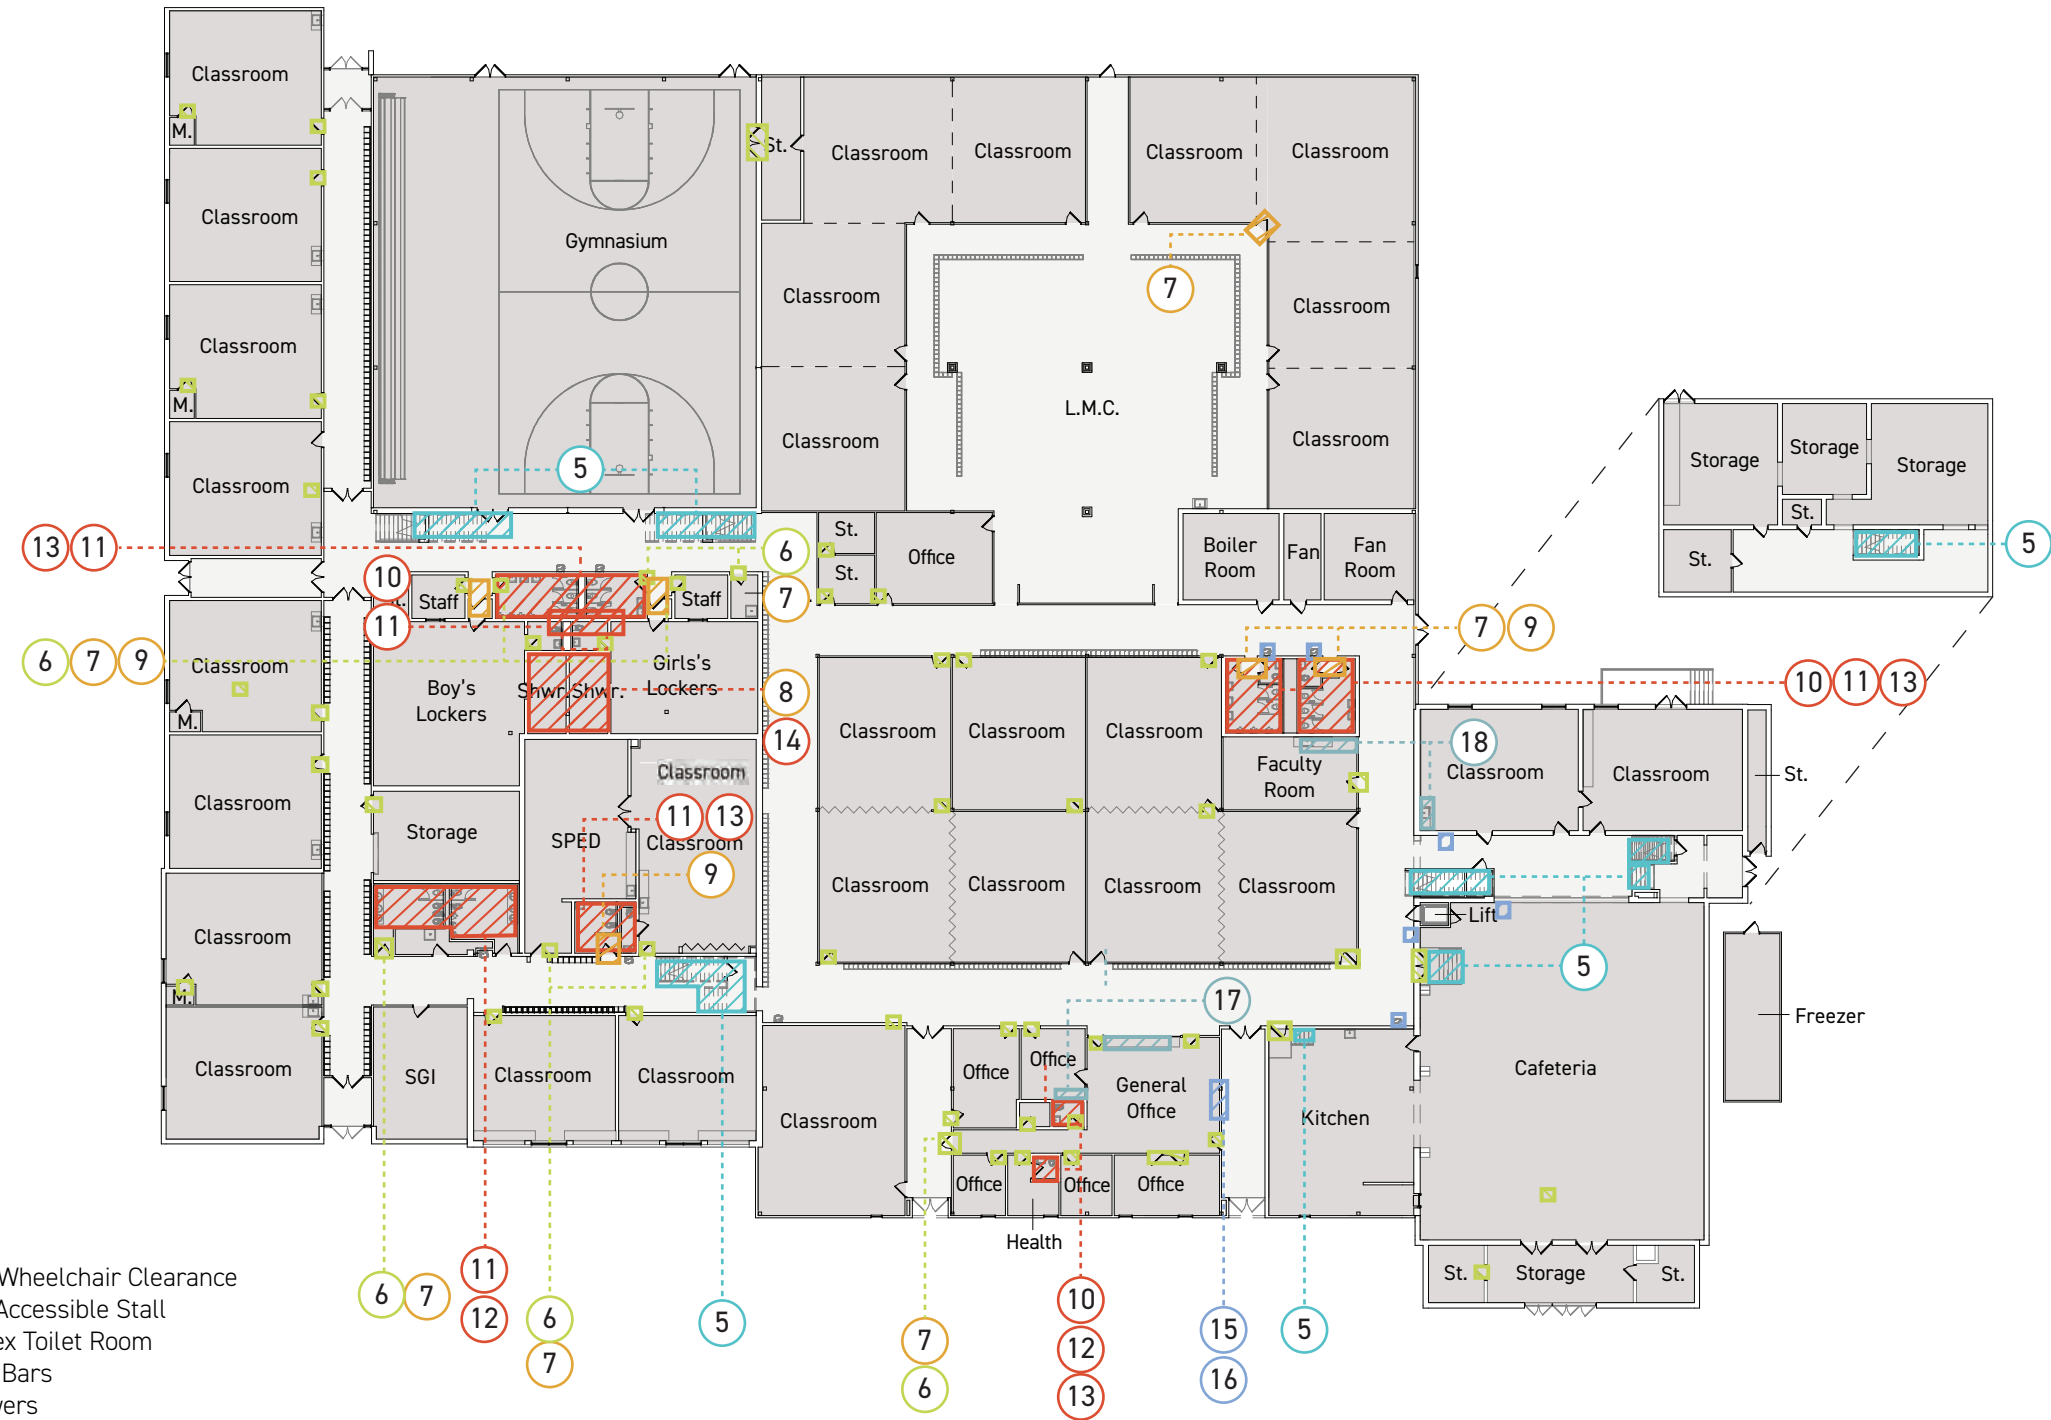 Classroom
M.
Classroom
Classroom
M.
Classroom
Gymnasium
St.
Classroom
Classroom
Classroom
Classroom
Classroom
7
Classroom
L.M.C.
Classroom
Classroom
5
Storage
Storage
Storage
St.
St.
5
13
11
10
11
Staff
Staff
6
7
St.
St.
Office
Boiler
Room
Fan
Fan
Room
7
9
6
7
9
Classroom
M.
Boy's
Lockers
Shwr.
Shwr.
Girl's
Lockers
8
14
10
11
13
Classroom
Classroom
Classroom
Faculty
Room
18
Classroom
Classroom
St.
Classroom
Storage
SPED
Classroom
11
13
Classroom
9
Classroom
Classroom
Classroom
Classroom
5
Lift
5
Classroom
M.
Classroom
SGI
Classroom
Classroom
Classroom
17
Office
Office
General
Office
Kitchen
Cafeteria
Freezer
Office
Office
Office
Health
St.
Storage
St.
6
7
11
12
6
7
5
7
6
10
12
13
15
16
5
Wheelchair Clearance
Accessible Stall
ex Toilet Room
Bars
wers